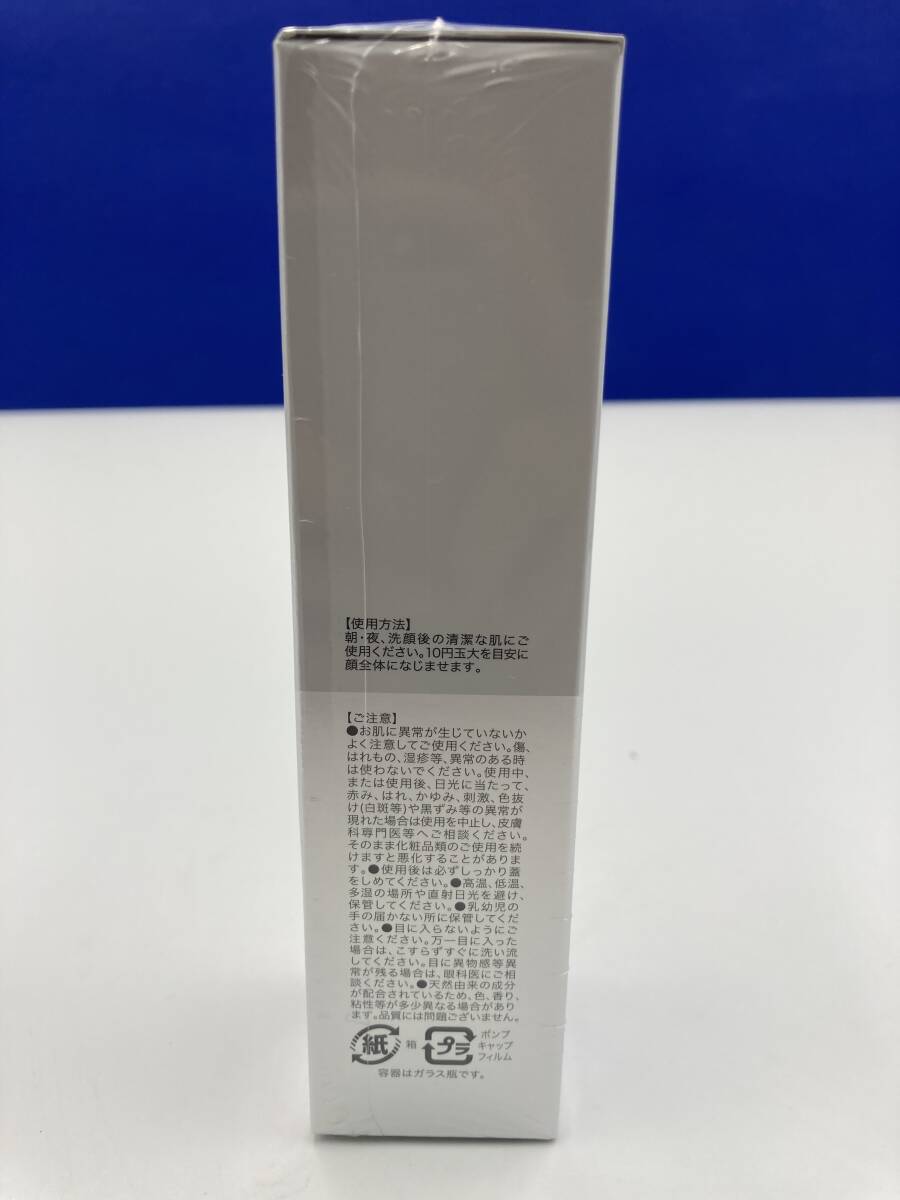 【使用方法】
朝・夜、洗顔後の清潔な肌にご
使用ください。10円玉大を目安に
顔全体になじませます。
【ご注意】
●お肌に異常が生じていないか
よく注意してご使用ください。傷、
はれもの、湿疹等、異常のある時
は使わないでください。使用中、
または使用後、日光に当たって、
赤み、はれ、かゆみ、刺激、色抜
け(白斑等)や黒ずみ等の異常が
現れた場合は使用を中止し、皮膚
科専門医等へご相談ください。
そのまま化粧品類のご使用を続
けますと悪化することがありま
す。●使用後は必ずしっかり蓋
をしめてください。●高温、低温、
多湿の場所や直射日光を避け、
保管してください。●乳幼児の
手の届かない所に保管してくだ
さい。●目に入らないようにご
注意ください。万一目に入った
場合は、こすらずすぐに洗い流
してください。目に異物感等異
常が残る場合は、眼科医にご相
談ください。●天然由来の成分
が配合されているため、色、香り、
粘性等が多少異なる場合があり
ます。品質には問題ございません。
紙 箱 プラ ポンプ
キャップ
フィルム
容器はガラス瓶です。